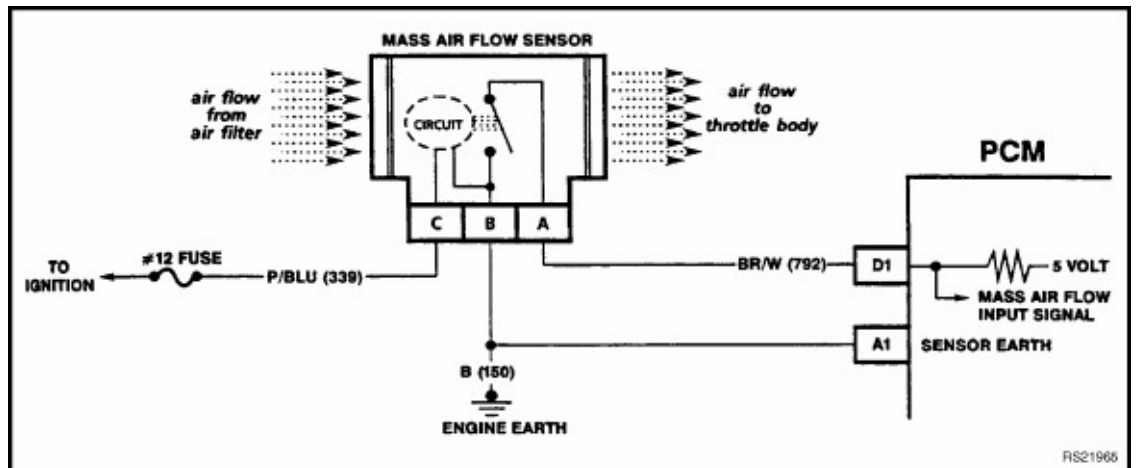 MASS AIR FLOW SENSOR
air flow
from
air filter
CIRCUIT
air flow
to
throttle body
PCM
C
B
A
#12 FUSE
TO
IGNITION
P/BLU (339)
BR/W (792)
D1
5 VOLT
MASS AIR FLOW
INPUT SIGNAL
A1
SENSOR EARTH
B (150)
ENGINE EARTH
RS21965